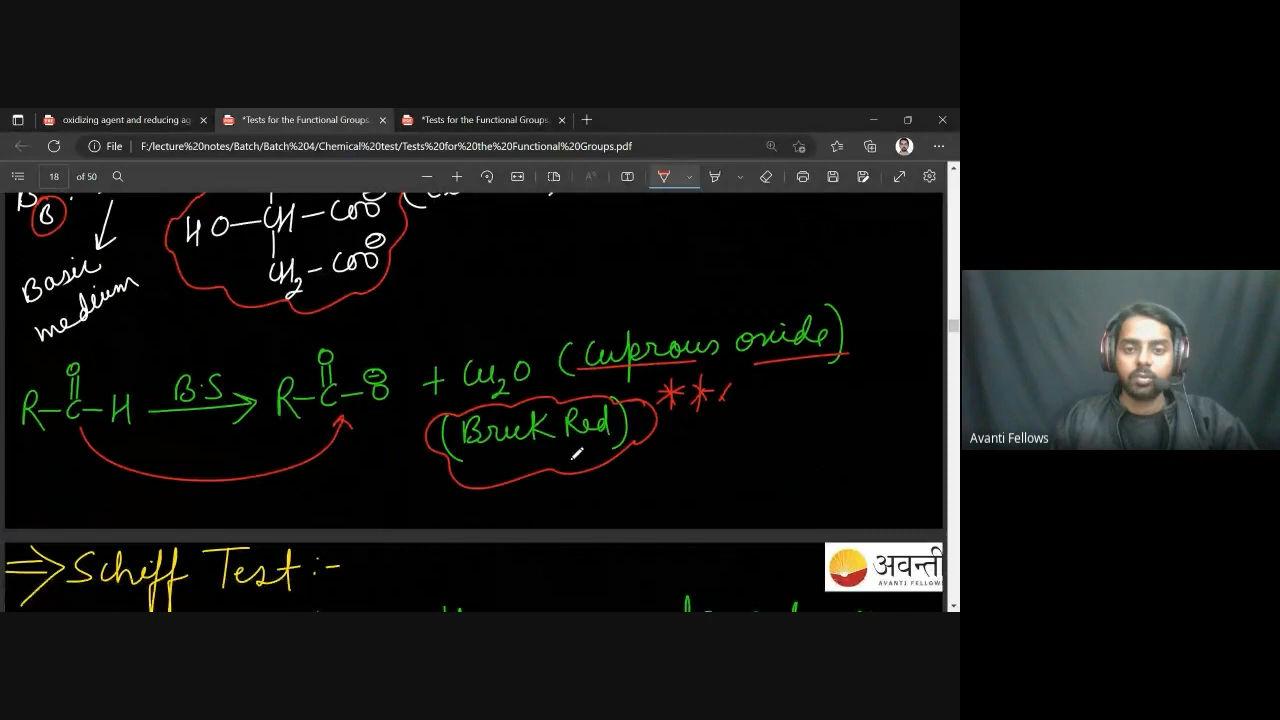 oxidizing agent and reducing ag
*Tests for the Functional Groups.
*Tests for the Functional Groups.
File
F:/lecture%20notes/Batch/Batch%204/Chemical%20test/Tests%20for%20the%20Functional%20Groups.pdf
18 of 50
B
HO—CH—COO⊖
CH2—COO⊖
Basic
medium
R—C—H B.S R—C—O⊖ + Cu2O (Cuprous oxide)
O O
(Brick Red) ***
⇒ Schiff Test :-
अवन्ती
AVANTI FELLOWS
Avanti Fellows